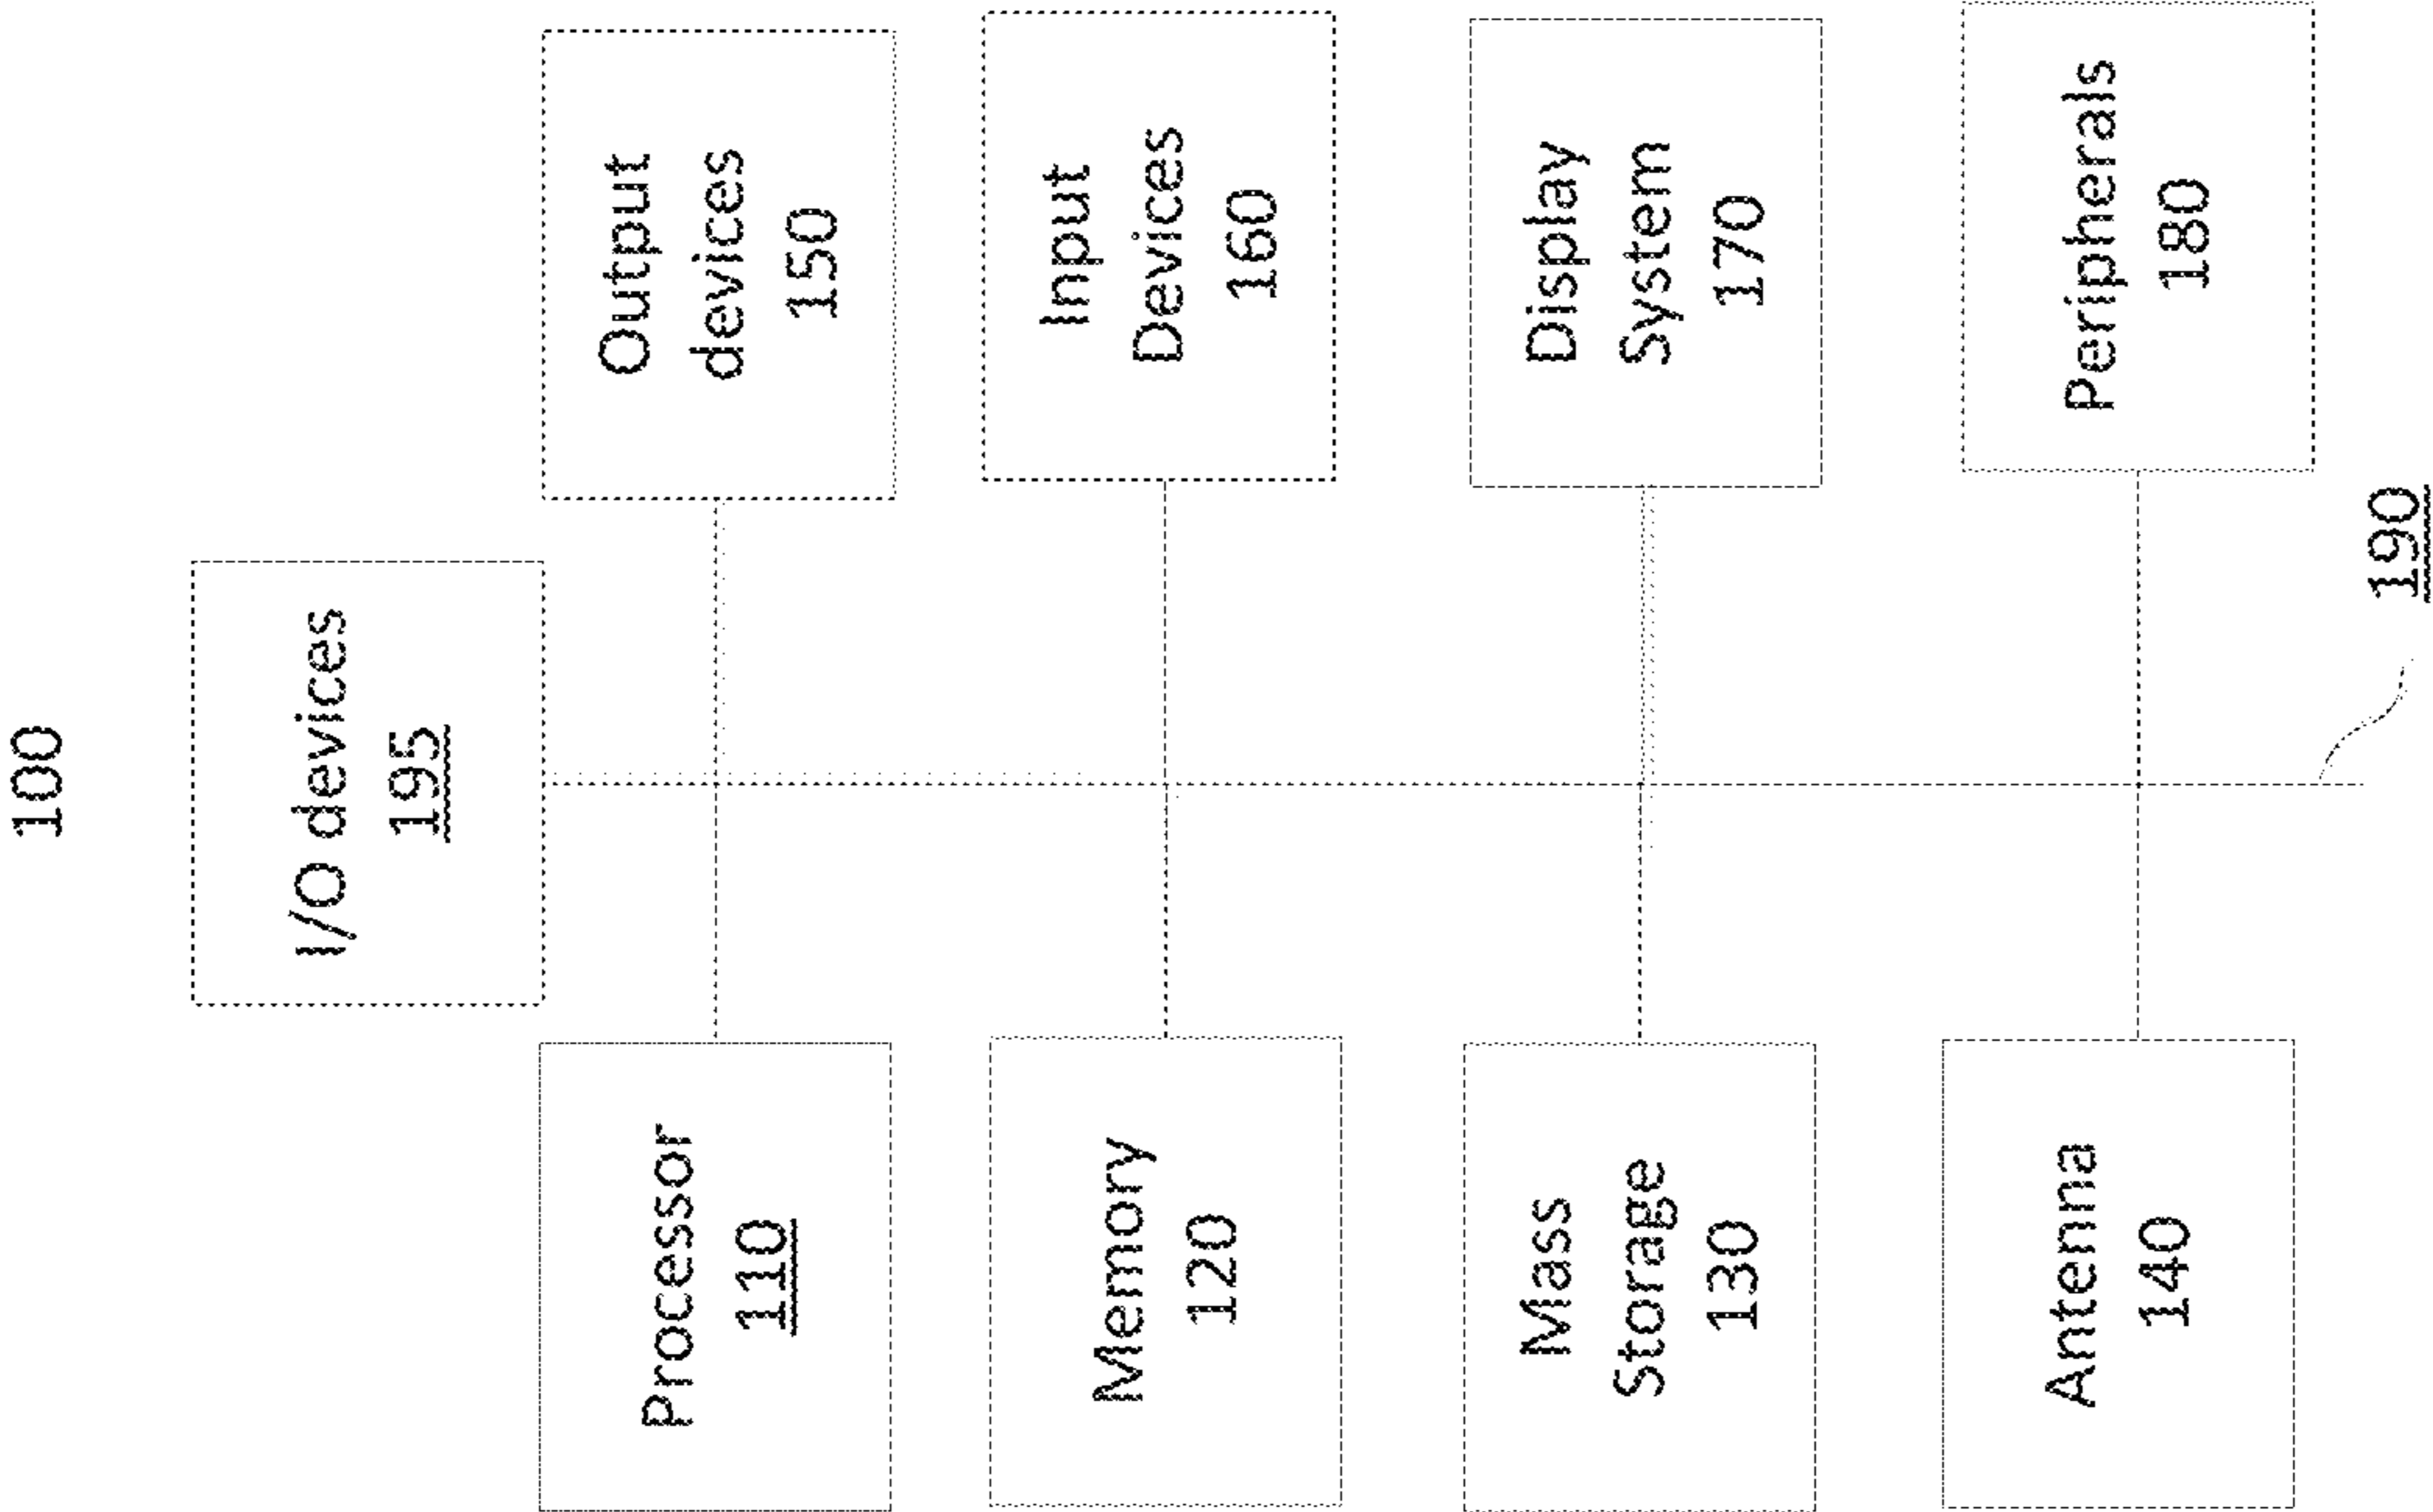 100
I/O devices
195
Processor
110
Output
devices
150
Memory
120
Input
Devices
160
Mass
Storage
130
Display
System
170
Antenna
140
Peripherals
180
190